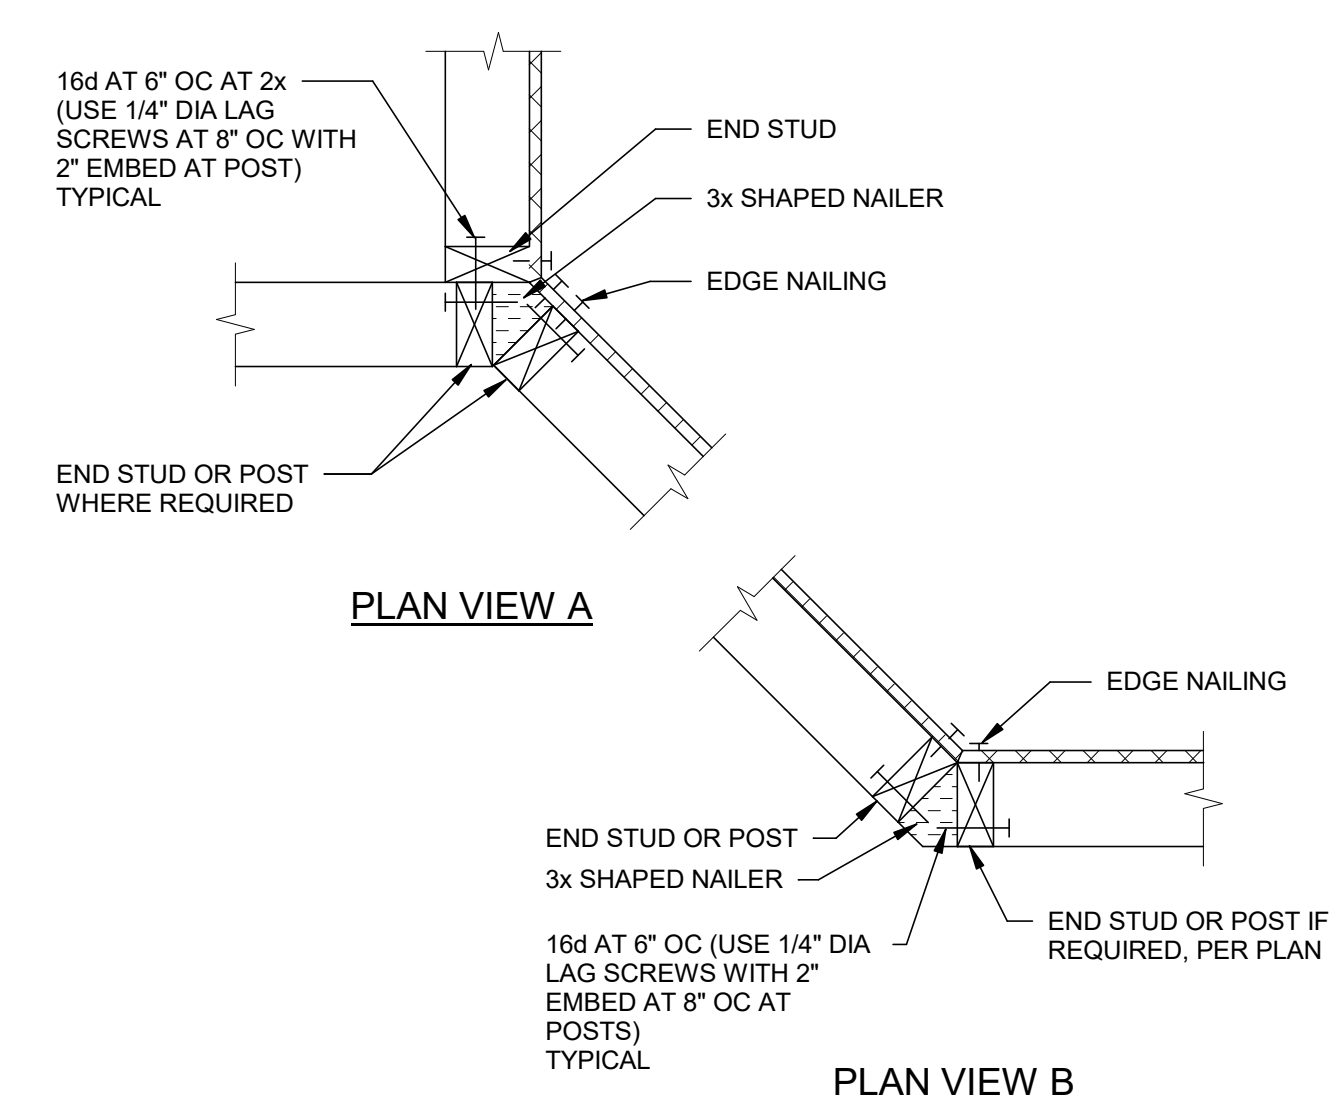 16d AT 6" OC AT 2x
(USE 1/4" DIA LAG
SCREWS AT 8" OC WITH
2" EMBED AT POST)
TYPICAL
END STUD
3x SHAPED NAILER
EDGE NAILING
END STUD OR POST
WHERE REQUIRED
PLAN VIEW A
EDGE NAILING
END STUD OR POST
3x SHAPED NAILER
16d AT 6" OC (USE 1/4" DIA
LAG SCREWS WITH 2"
EMBED AT 8" OC AT
POSTS)
TYPICAL
END STUD OR POST IF
REQUIRED, PER PLAN
PLAN VIEW B